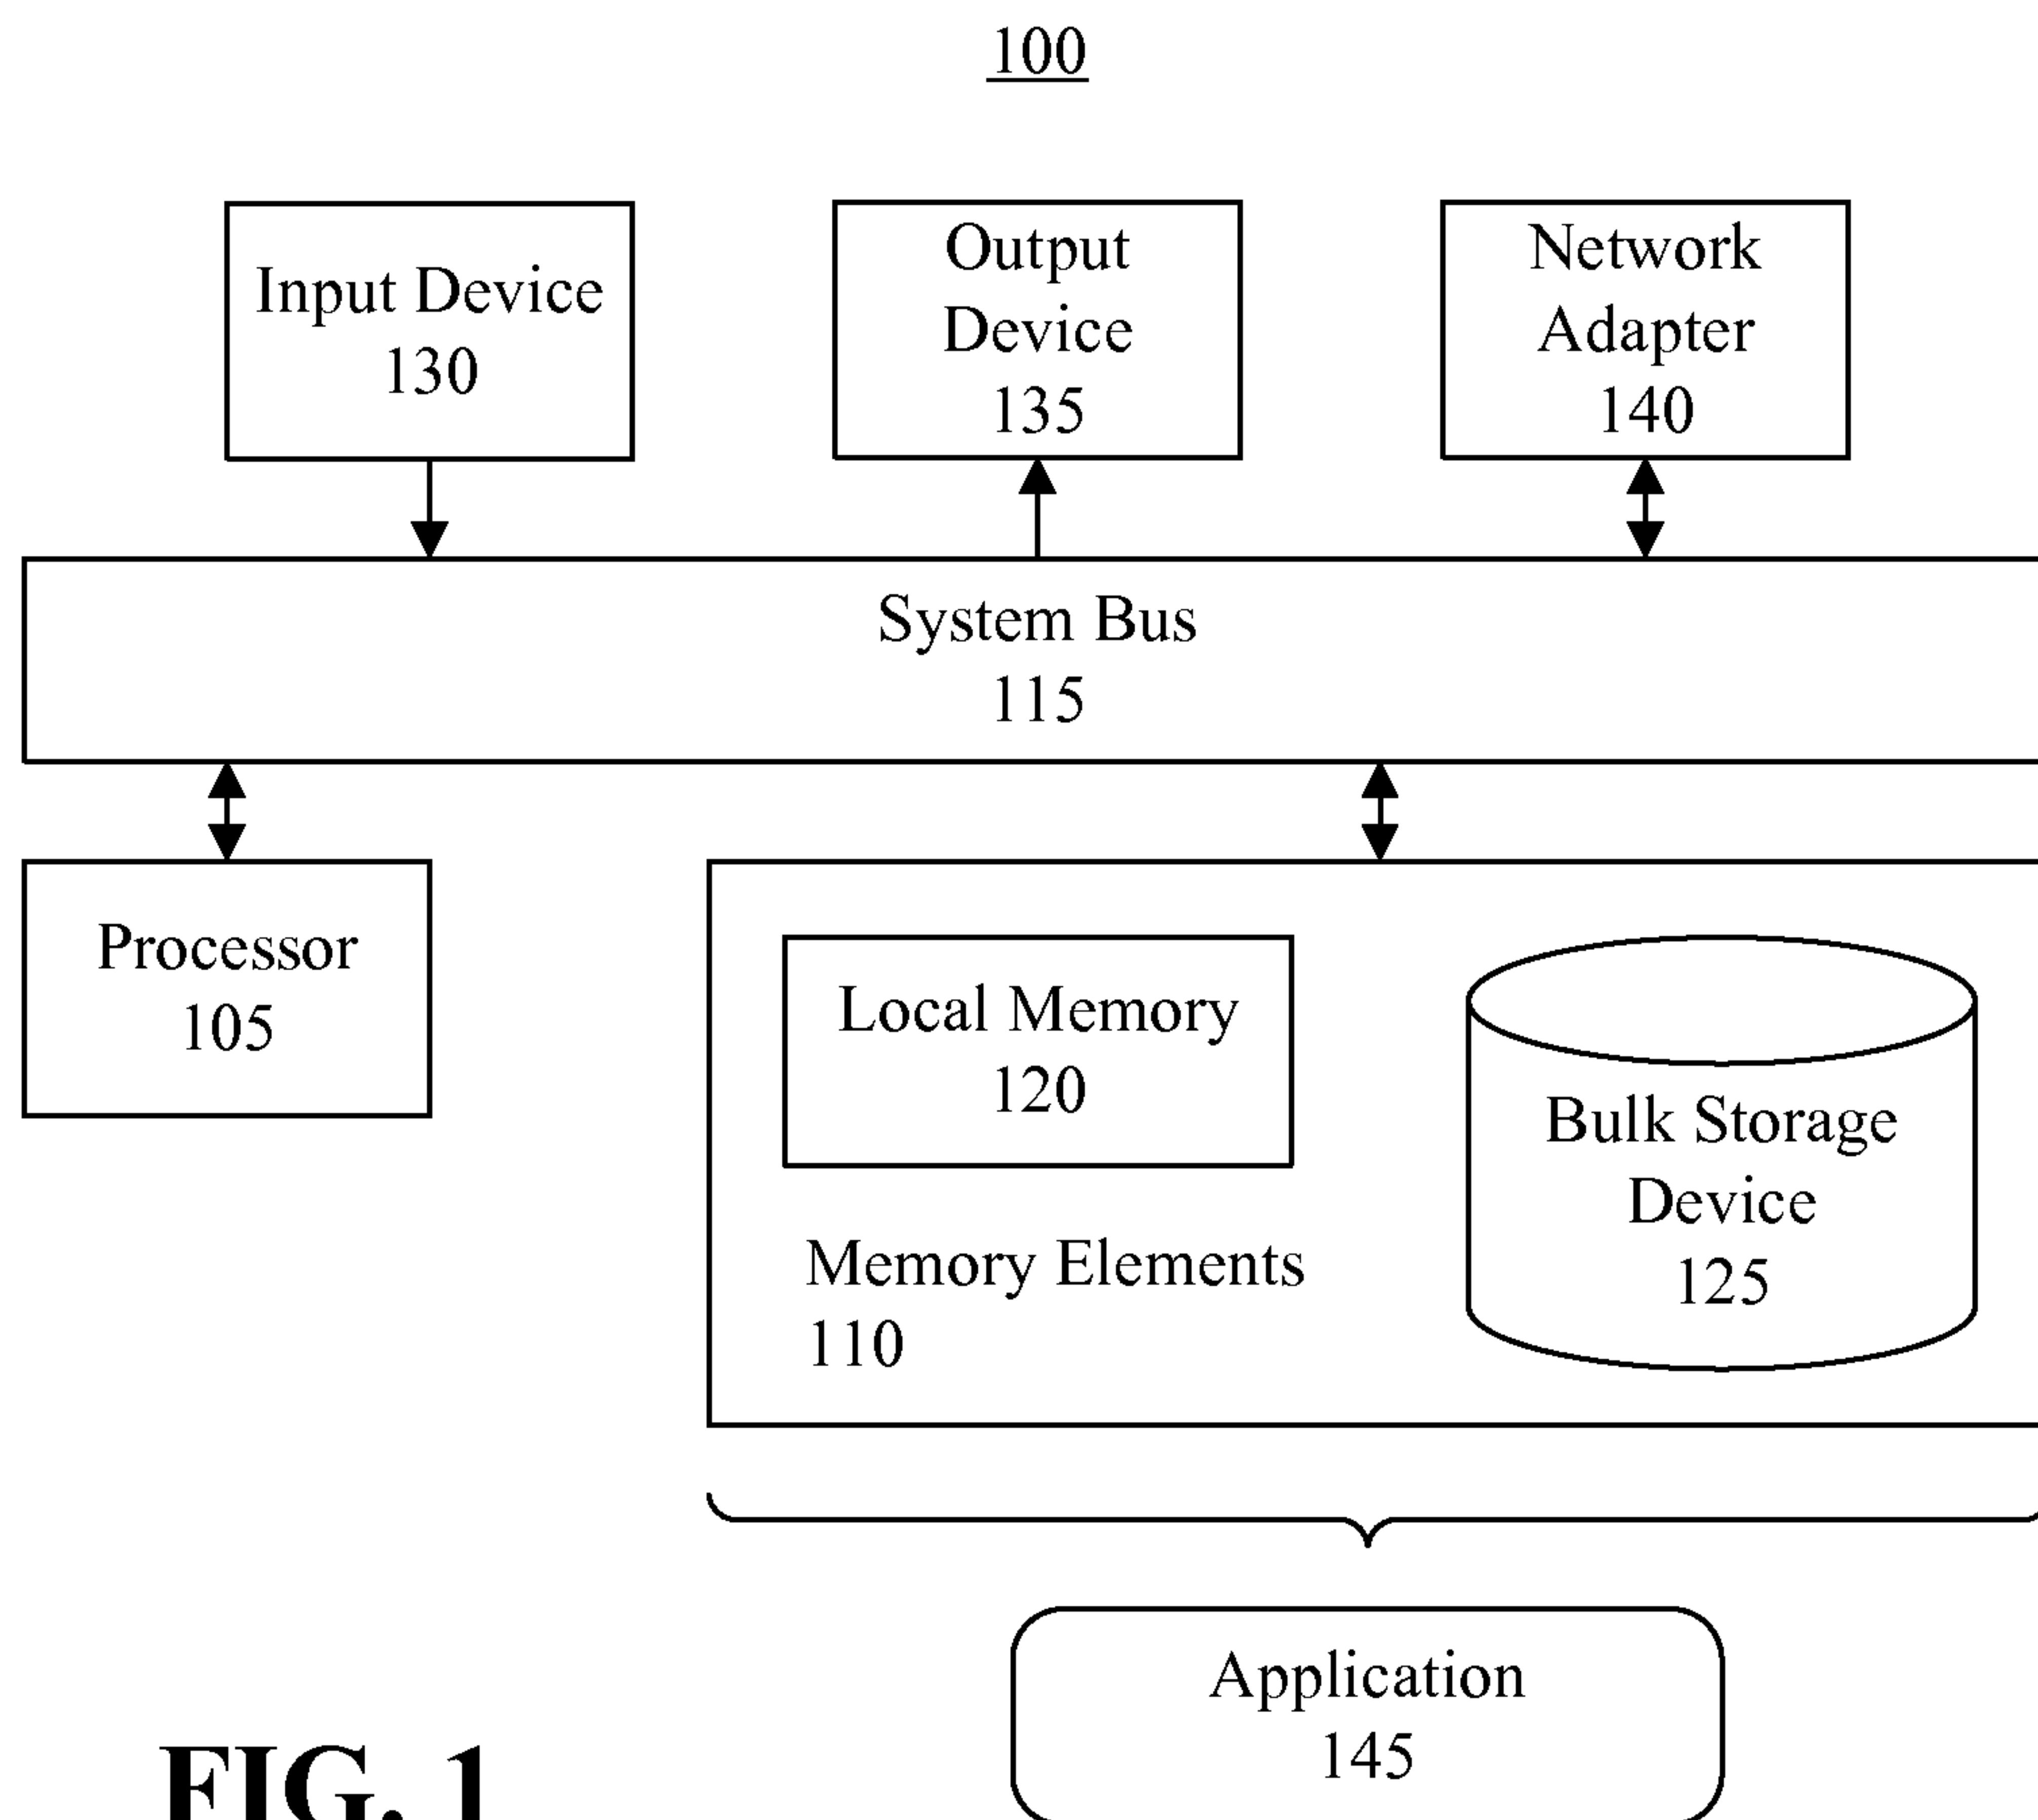 100
Input Device
130
Output
Device
135
Network
Adapter
140
System Bus
115
Processor
105
Local Memory
120
Memory Elements
110
Bulk Storage
Device
125
Application
145
FIG. 1